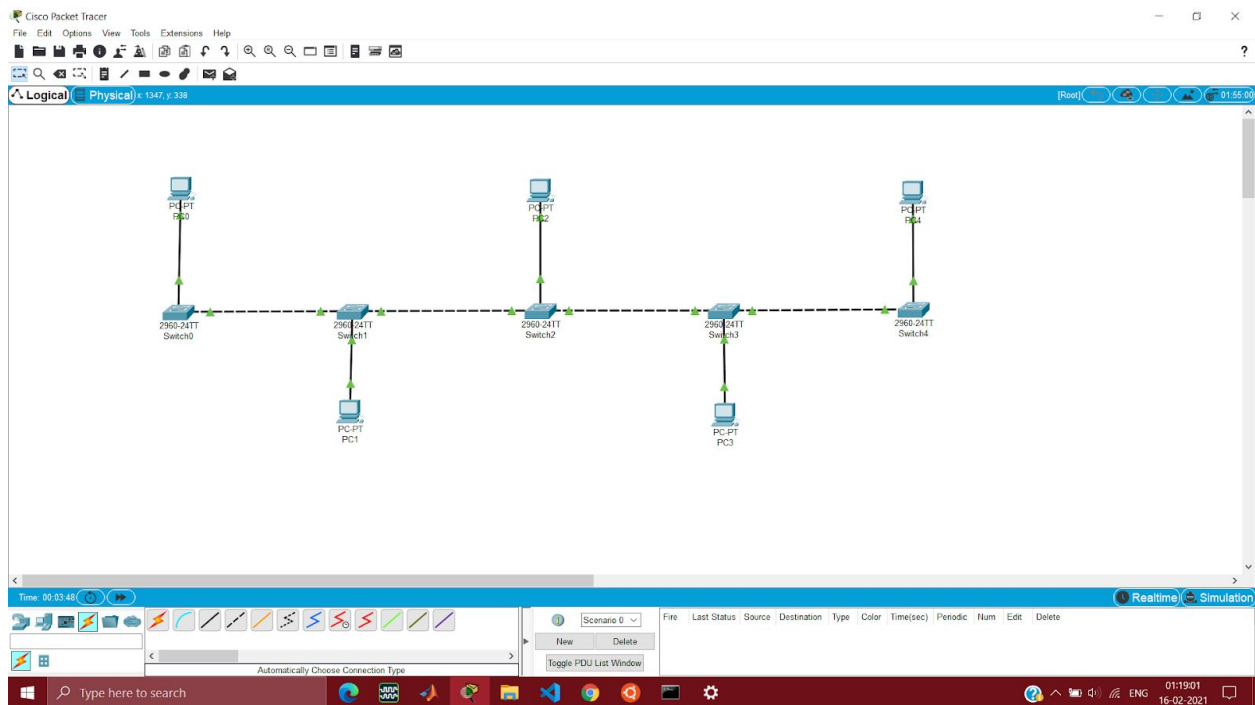 Cisco Packet Tracer
File Edit Options View Tools Extensions Help
?
Logical Physical x: 1347, y: 338 [Root] 01:55:00
PC-PT
PC0
PC-PT
PC2
PC-PT
PC4
2960-24TT
Switch0
2960-24TT
Switch1
2960-24TT
Switch2
2960-24TT
Switch3
2960-24TT
Switch4
PC-PT
PC1
PC-PT
PC3
Time: 00:03:48 Realtime Simulation
Scenario 0
New Delete
Toggle PDU List Window
Fire Last Status Source Destination Type Color Time(sec) Periodic Num Edit Delete
Automatically Choose Connection Type
Type here to search
ENG
01:19:01
16-02-2021